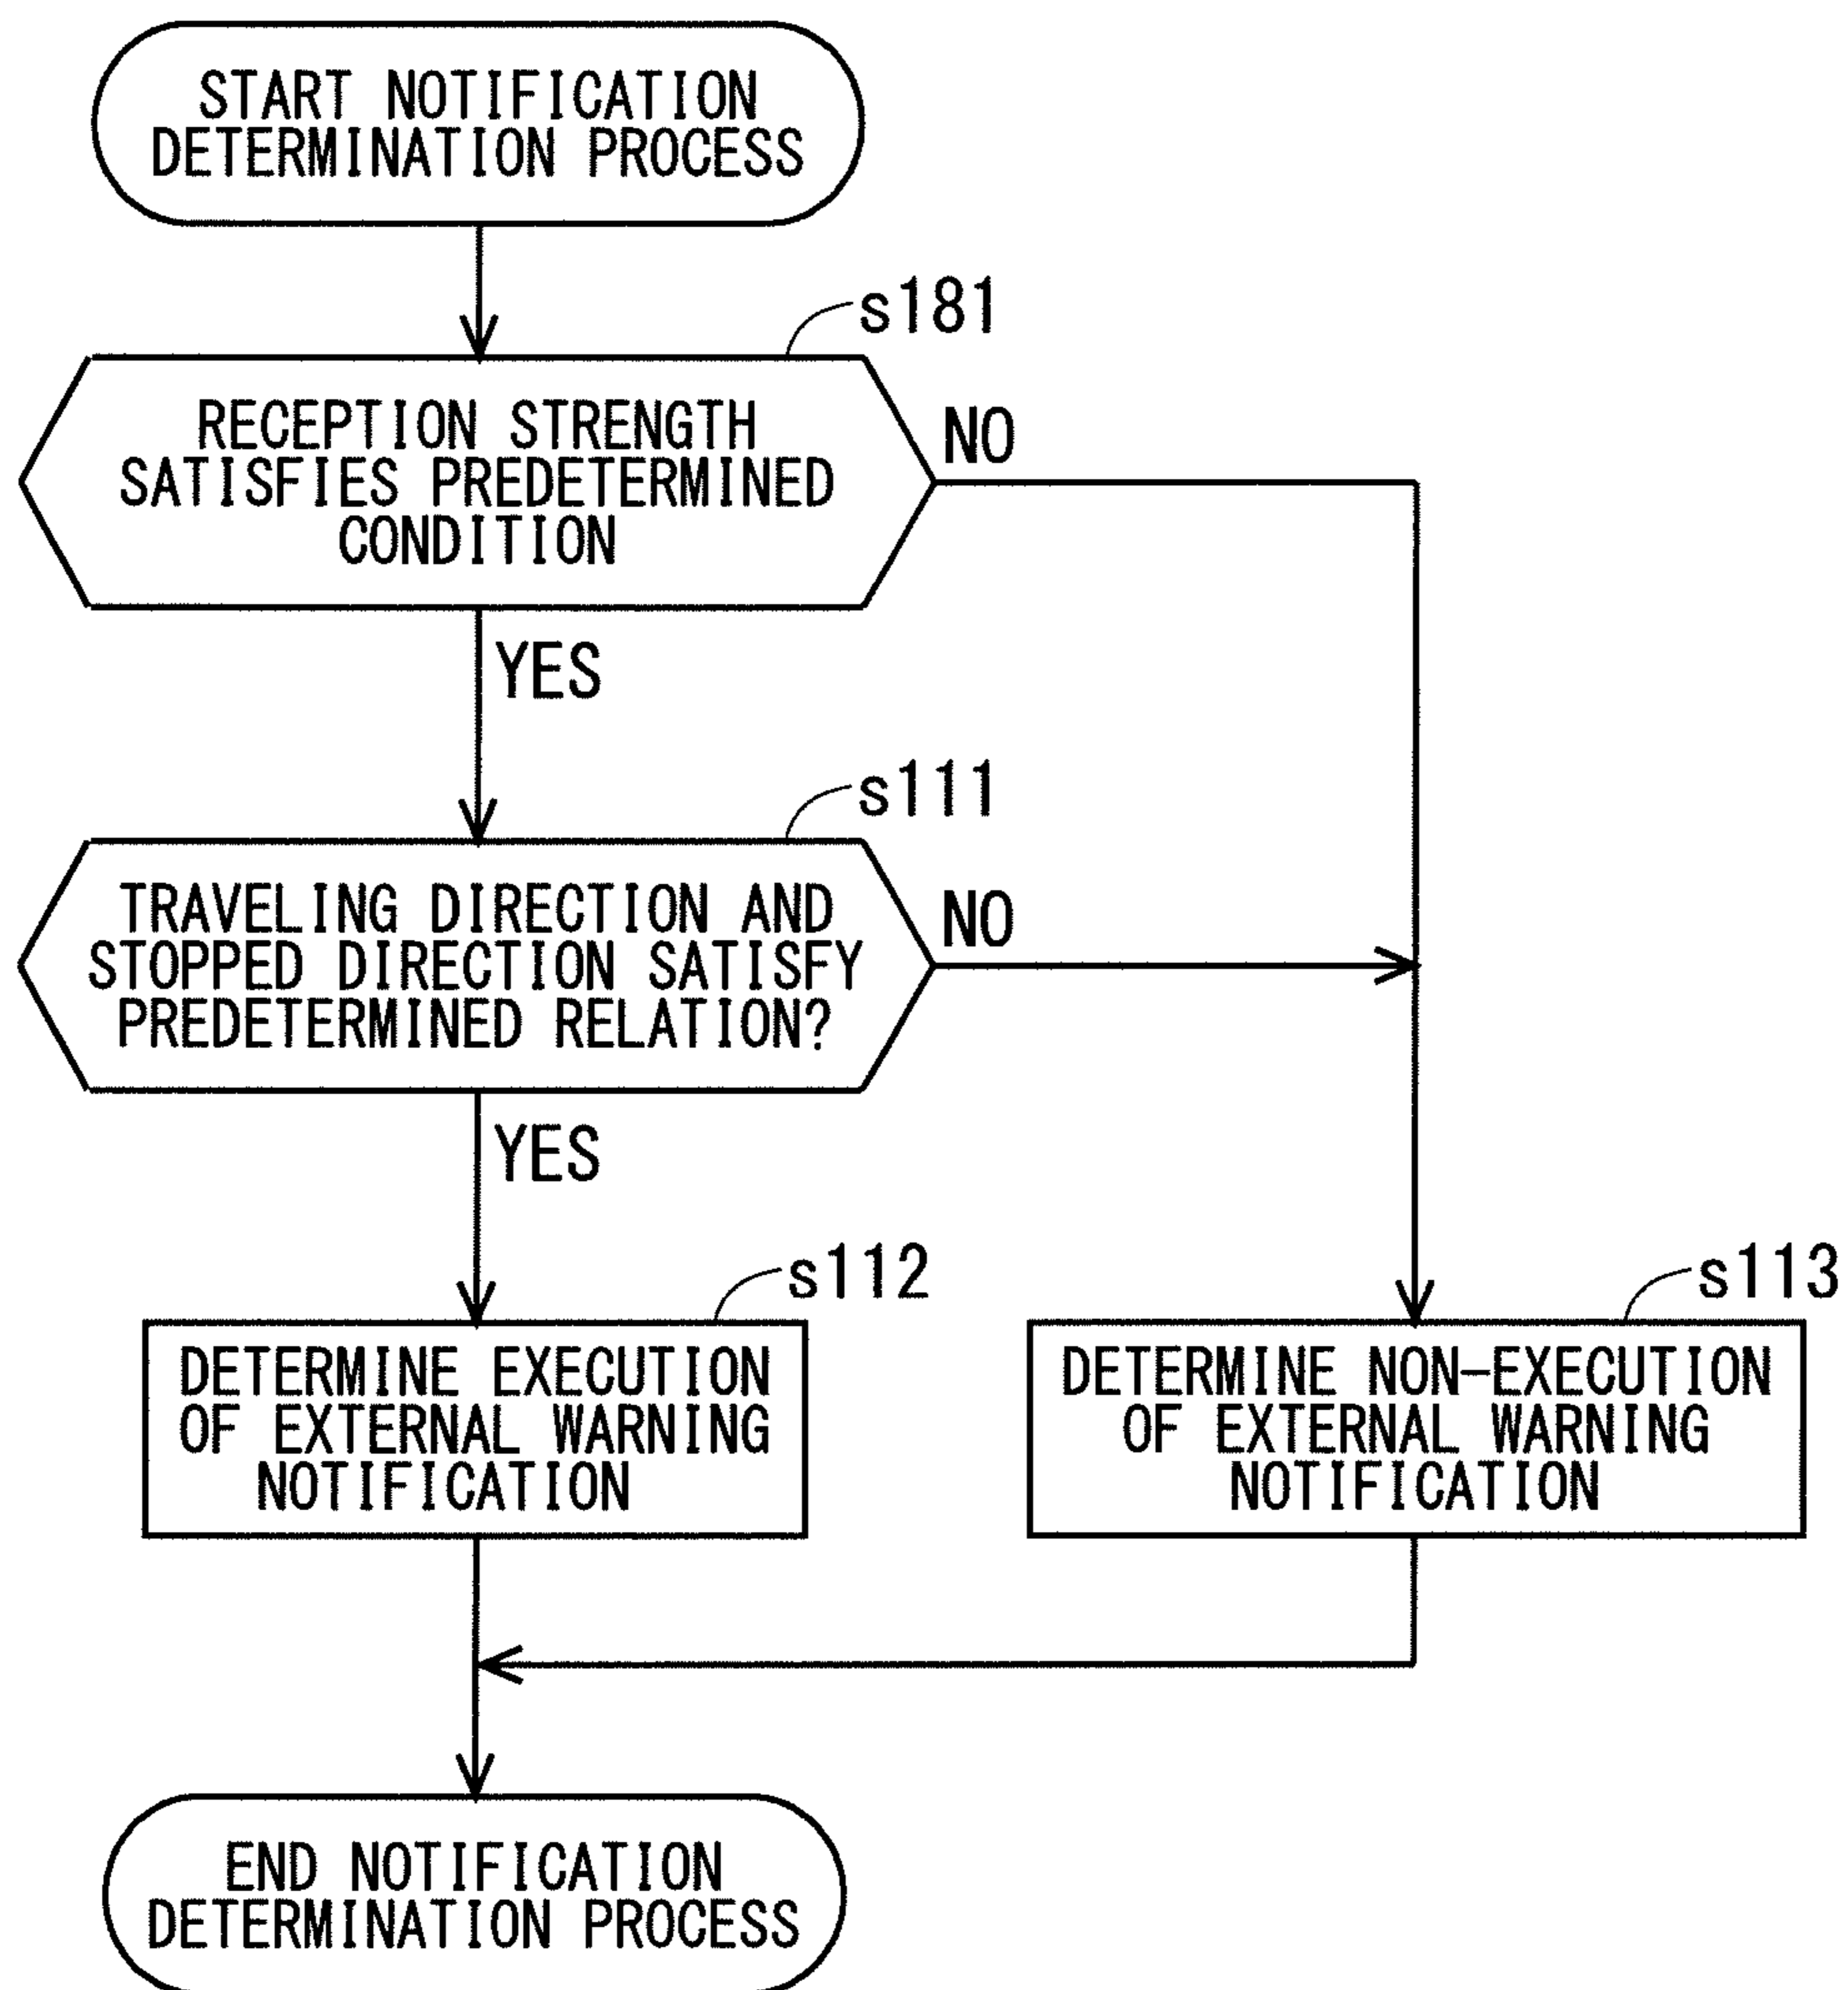 START NOTIFICATION
DETERMINATION PROCESS
s181
RECEPTION STRENGTH
SATISFIES PREDETERMINED
CONDITION
NO
YES
s111
TRAVELING DIRECTION AND
STOPPED DIRECTION SATISFY
PREDETERMINED RELATION?
NO
YES
s112
DETERMINE EXECUTION
OF EXTERNAL WARNING
NOTIFICATION
s113
DETERMINE NON-EXECUTION
OF EXTERNAL WARNING
NOTIFICATION
END NOTIFICATION
DETERMINATION PROCESS